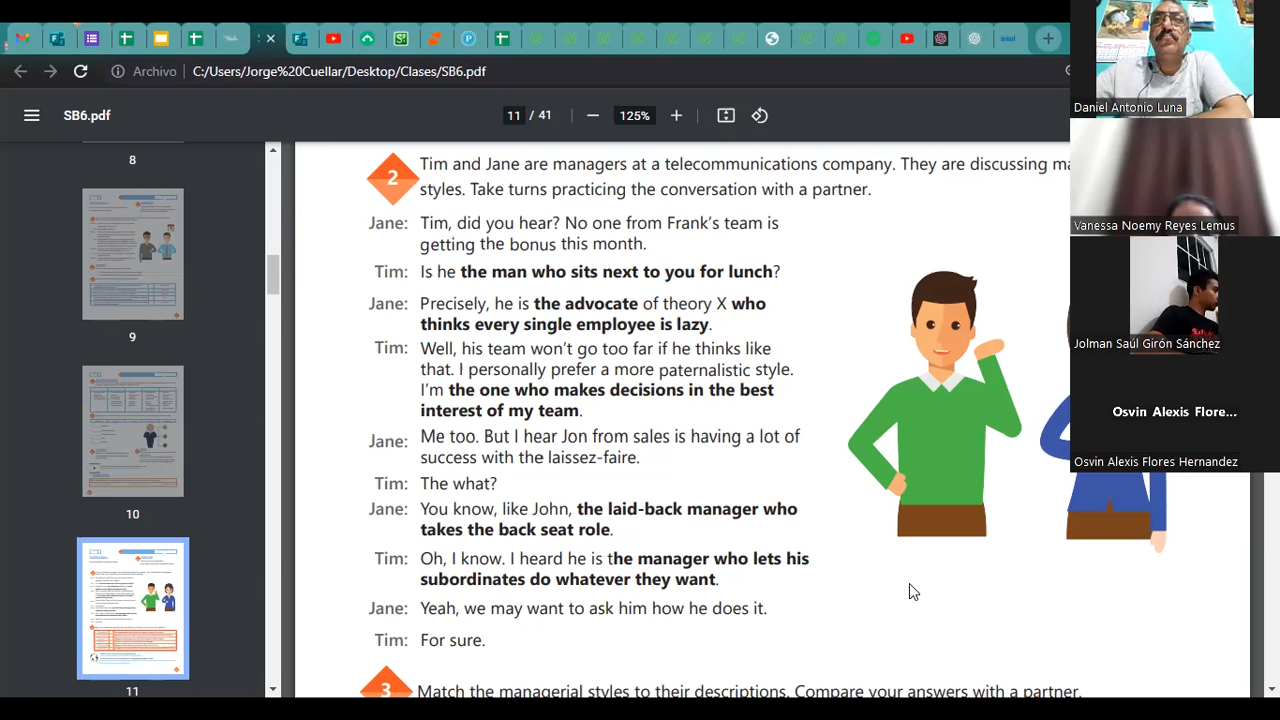 intel
Archivo
C:/Users/Jorge%20Cuellar/Desktop/Clases/SB6.pdf
SB6.pdf
11 / 41
125%
8
9
10
11
2
Tim and Jane are managers at a telecommunications company. They are discussing ma
styles. Take turns practicing the conversation with a partner.
Jane: Tim, did you hear? No one from Frank's team is
getting the bonus this month.
Tim: Is he the man who sits next to you for lunch?
Jane: Precisely, he is the advocate of theory X who
thinks every single employee is lazy.
Tim: Well, his team won't go too far if he thinks like
that. I personally prefer a more paternalistic style.
I'm the one who makes decisions in the best
interest of my team.
Jane: Me too. But I hear Jon from sales is having a lot of
success with the laisszz-faire.
Tim: The what?
Jane: You know, like John, the laid-back manager who
takes the back seat role.
Tim: Oh, I know. I heard he is the manager who lets his
subordinates do whatever they want.
Jane: Yeah, we may want to ask him how he does it.
Tim: For sure.
3
Match the managerial styles to their descriptions. Compare your answers with a partner.
Daniel Antonio Luna
Vanessa Noemy Reyes Lemus
Jolman Saúl Girón Sánchez
Osvin Alexis Flore...
Osvin Alexis Flores Hernandez